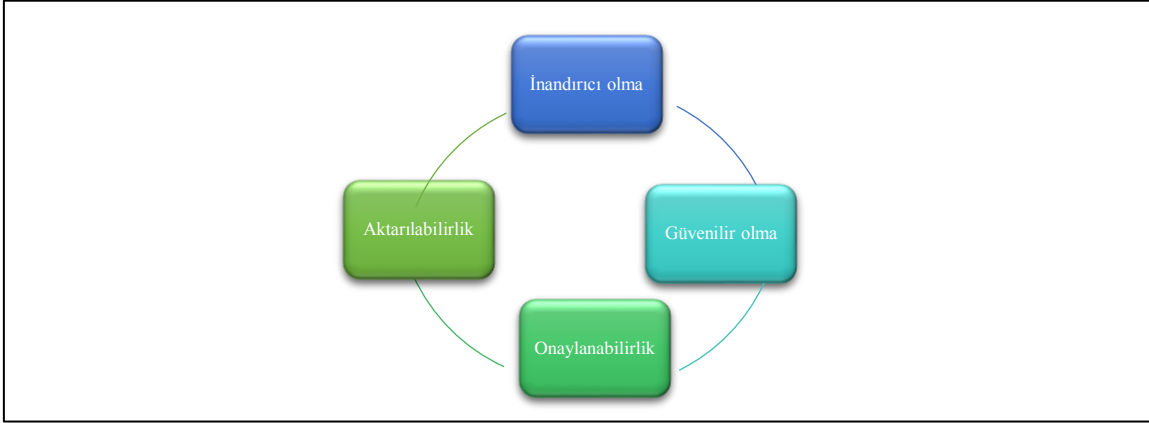 İnandırıcı olma
Güvenilir olma
Onaylanabilirlik
Aktarılabilirlik